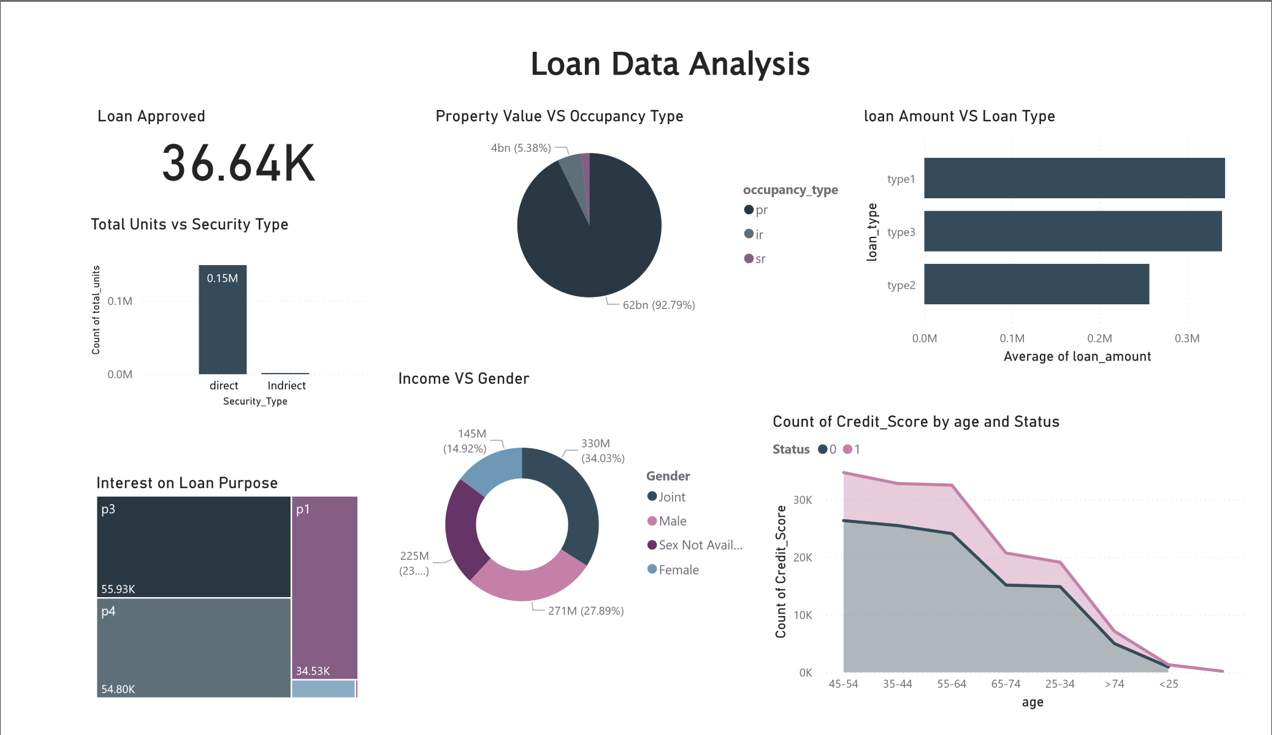 Loan Data Analysis
Loan Approved
36.64K
Total Units vs Security Type
Count of total_units
0.1M
0.0M
0.15M
direct
Indriect
Security_Type
Interest on Loan Purpose
p3
55.93K
p4
54.80K
p1
34.53K
Property Value VS Occupancy Type
4bn (5.38%)
62bn (92.79%)
occupancy_type
pr
ir
sr
loan Amount VS Loan Type
loan_type
type1
type3
type2
0.0M
0.1M
0.2M
0.3M
Average of loan_amount
Income VS Gender
145M
(14.92%)
330M
(34.03%)
225M
(23....)
271M (27.89%)
Gender
Joint
Male
Sex Not Avail...
Female
Count of Credit_Score by age and Status
Status 0 1
Count of Credit_Score
30K
20K
10K
0K
45-54
35-44
55-64
65-74
25-34
>74
<25
age